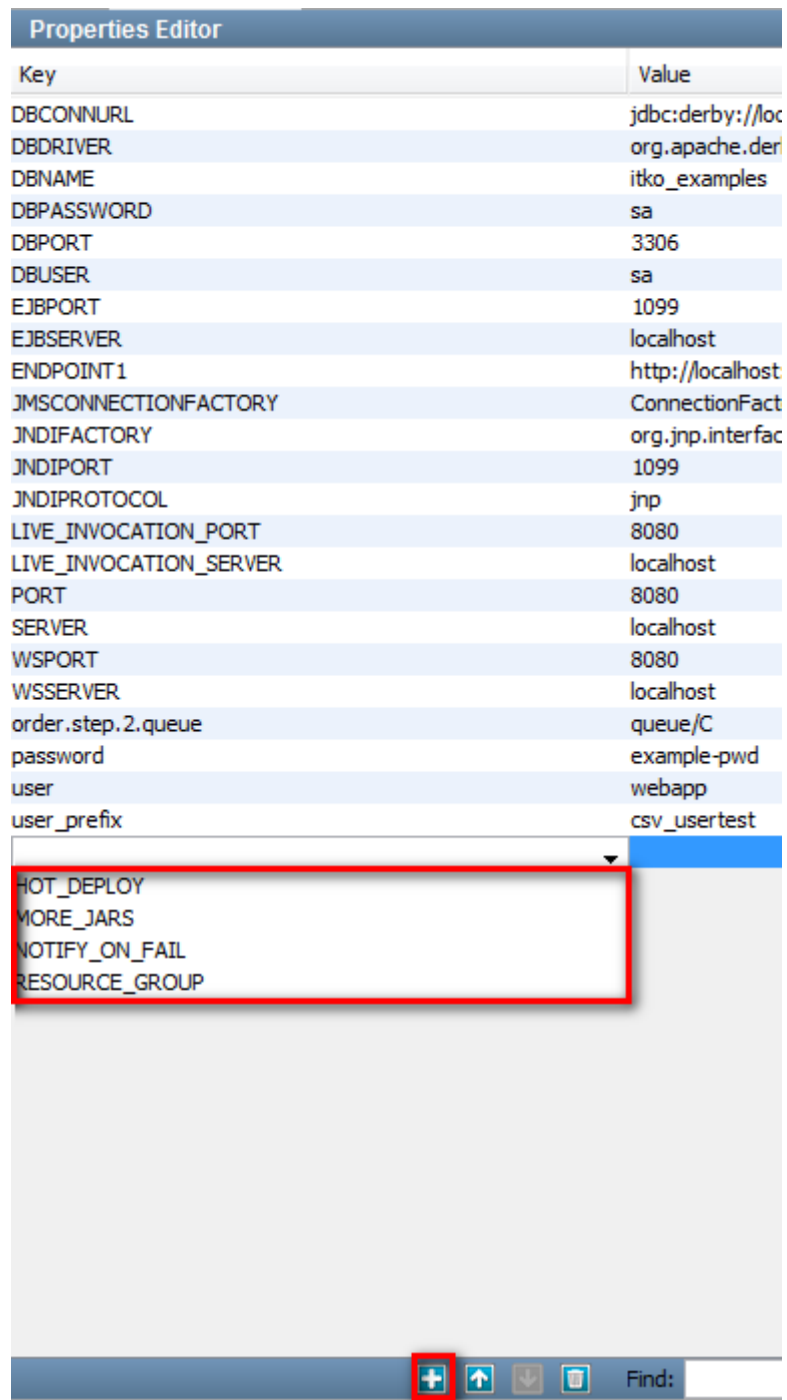 Properties Editor
Key Value
DBCONNURL jdbc:derby://loc
DBDRIVER org.apache.der
DBNAME itko_examples
DBPASSWORD sa
DBPORT 3306
DBUSER sa
EJBPORT 1099
EJBSERVER localhost
ENDPOINT1 http://localhost:
JMSCONNECTIONFACTORY ConnectionFact
JNDIFACTORY org.jnp.interfac
JNDIPORT 1099
JNDIPROTOCOL jnp
LIVE_INVOCATION_PORT 8080
LIVE_INVOCATION_SERVER localhost
PORT 8080
SERVER localhost
WSPORT 8080
WSSERVER localhost
order.step.2.queue queue/C
password example-pwd
user webapp
user_prefix csv_usertest
HOT_DEPLOY
MORE_JARS
NOTIFY_ON_FAIL
RESOURCE_GROUP
Find: